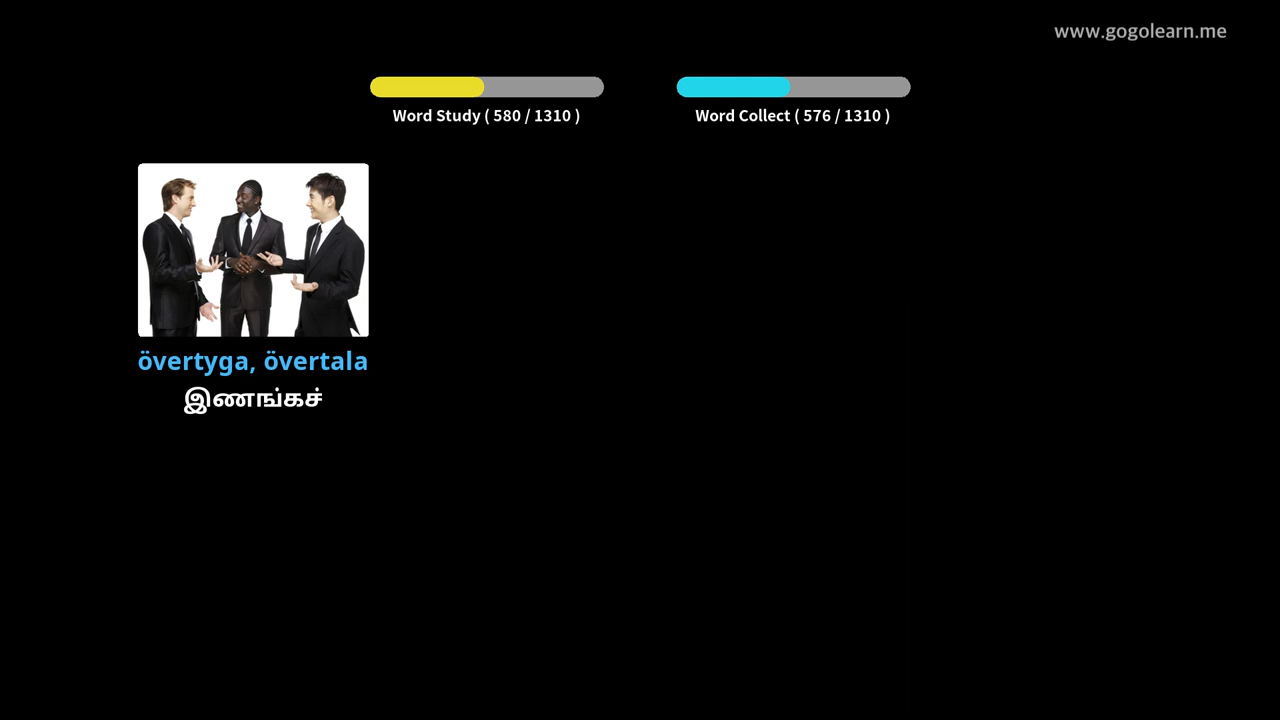 www.gogolearn.me
Word Study ( 580 / 1310 )
Word Collect ( 576 / 1310 )
övertyga, övertala
இணங்கச்